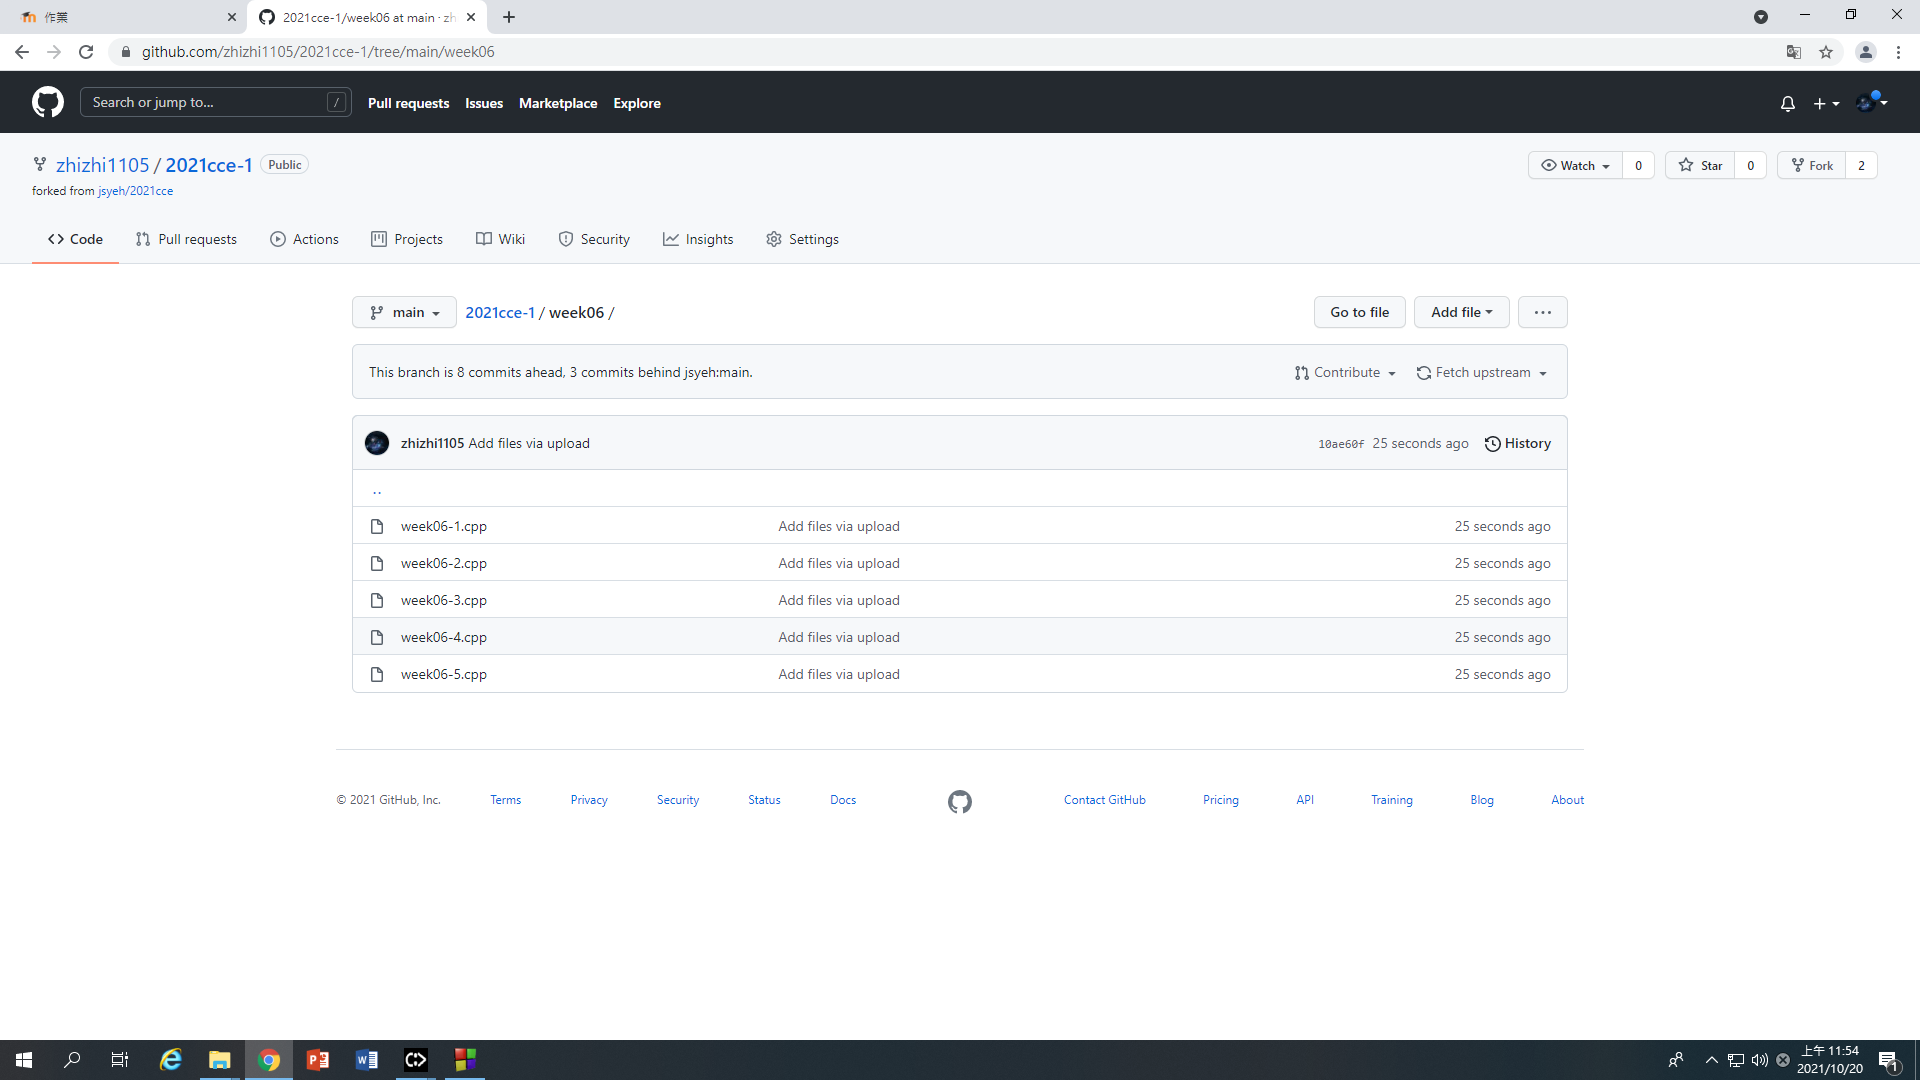 作業
2021cce-1/week06 at main · zh
github.com/zhizhi1105/2021cce-1/tree/main/week06
Search or jump to... /
Pull requests Issues Marketplace Explore
zhizhi1105 / 2021cce-1 Public
Watch 0 Star 0 Fork 2
forked from jsyeh/2021cce
Code Pull requests Actions Projects Wiki Security Insights Settings
main 2021cce-1 / week06 / Go to file Add file ...
This branch is 8 commits ahead, 3 commits behind jsyeh:main. Contribute Fetch upstream
zhizhi1105 Add files via upload 10ae60f 25 seconds ago History
..
week06-1.cpp Add files via upload 25 seconds ago
week06-2.cpp Add files via upload 25 seconds ago
week06-3.cpp Add files via upload 25 seconds ago
week06-4.cpp Add files via upload 25 seconds ago
week06-5.cpp Add files via upload 25 seconds ago
© 2021 GitHub, Inc. Terms Privacy Security Status Docs Contact GitHub Pricing API Training Blog About
上午 11:54
2021/10/20
1